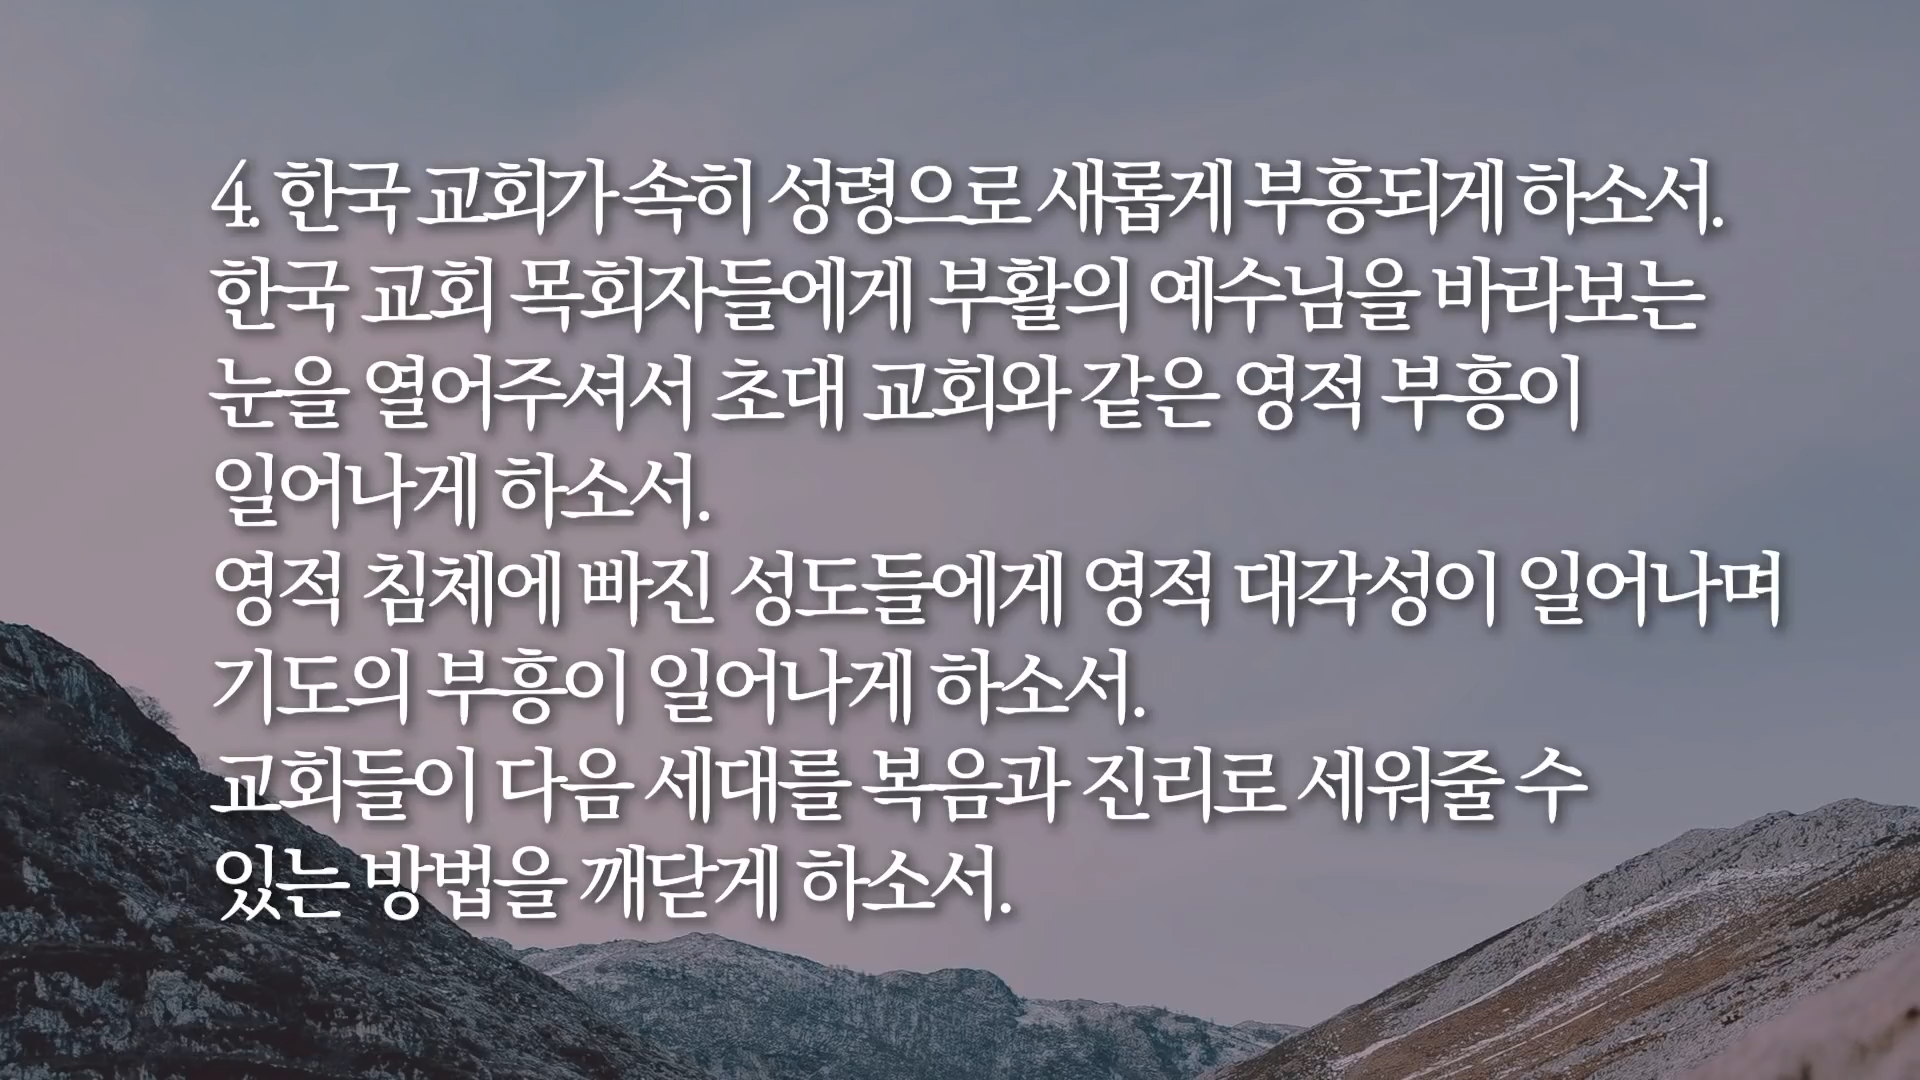 4. 한국 교회가 속히 성령으로 새롭게 부흥되게 하소서.
한국 교회 목회자들에게 부활의 예수님을 바라보는
눈을 열어주셔서 초대 교회와 같은 영적 부흥이
일어나게 하소서.
영적 침체에 빠진 성도들에게 영적 대각성이 일어나며
기도의 부흥이 일어나게 하소서.
교회들이 다음 세대를 복음과 진리로 세워줄 수
있는 방법을 깨닫게 하소서.